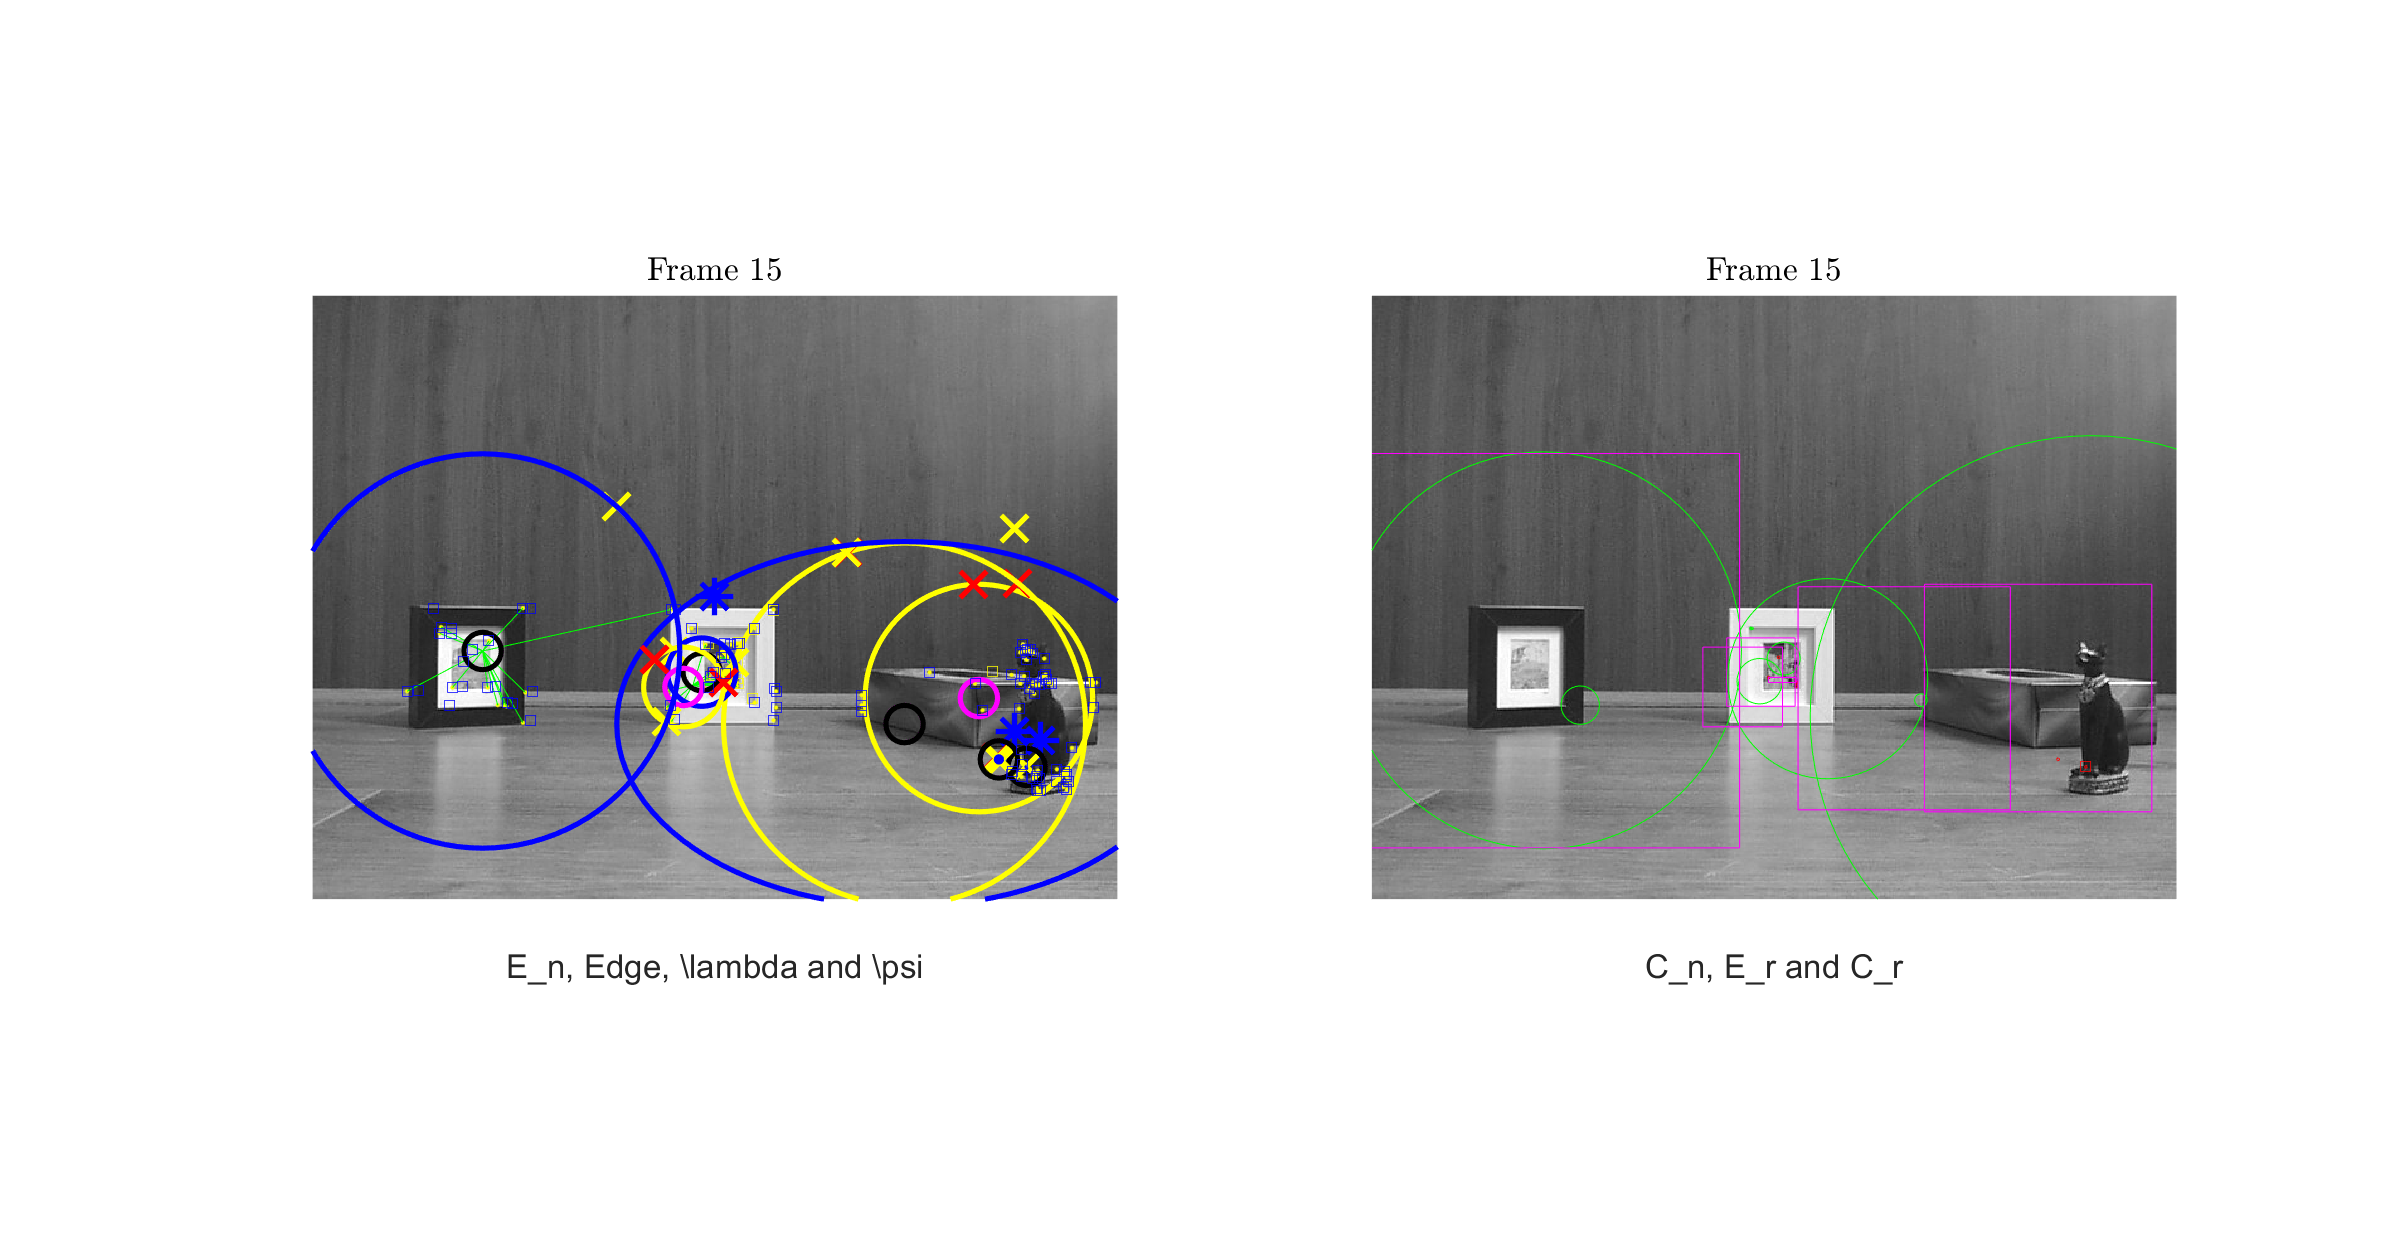 Frame 15
Frame 15
E_n, Edge, \lambda and \psi
C_n, E_r and C_r